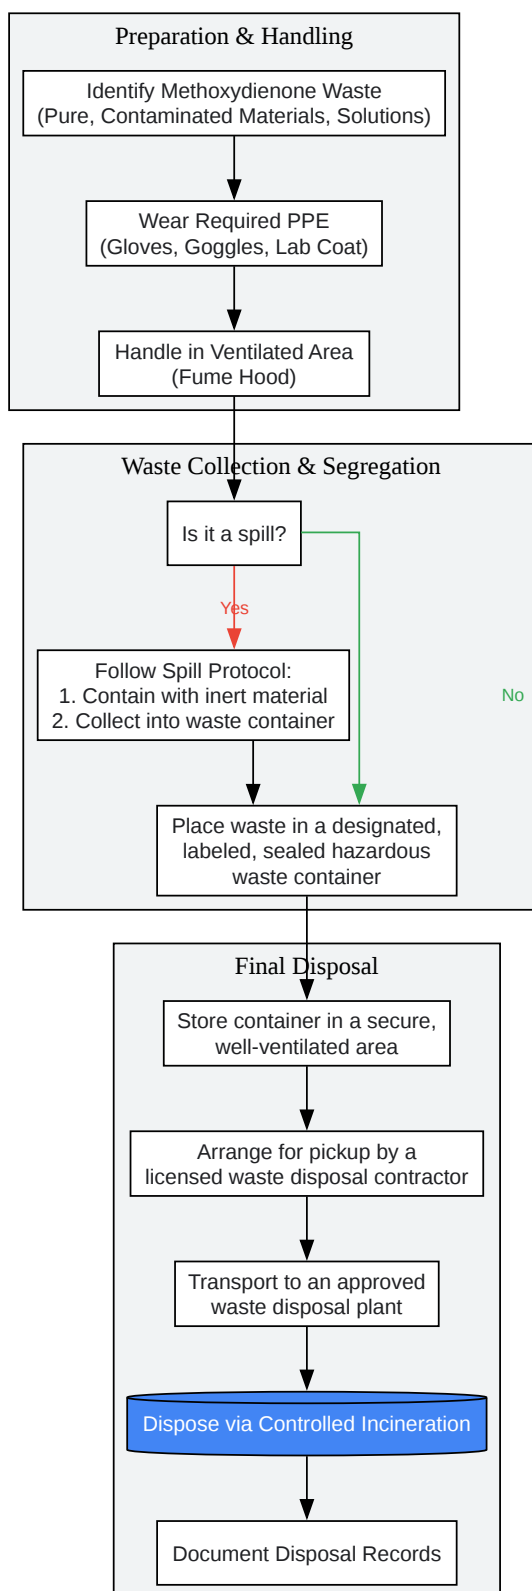 Preparation & Handling
Identify Methoxydienone Waste
(Pure, Contaminated Materials, Solutions)
Wear Required PPE
(Gloves, Goggles, Lab Coat)
Handle in Ventilated Area
(Fume Hood)
Waste Collection & Segregation
Is it a spill?
Yes
Follow Spill Protocol:
1. Contain with inert material
2. Collect into waste container
No
Place waste in a designated,
labeled, sealed hazardous
waste container
Final Disposal
Store container in a secure,
well-ventilated area
Arrange for pickup by a
licensed waste disposal contractor
Transport to an approved
waste disposal plant
Dispose via Controlled Incineration
Document Disposal Records